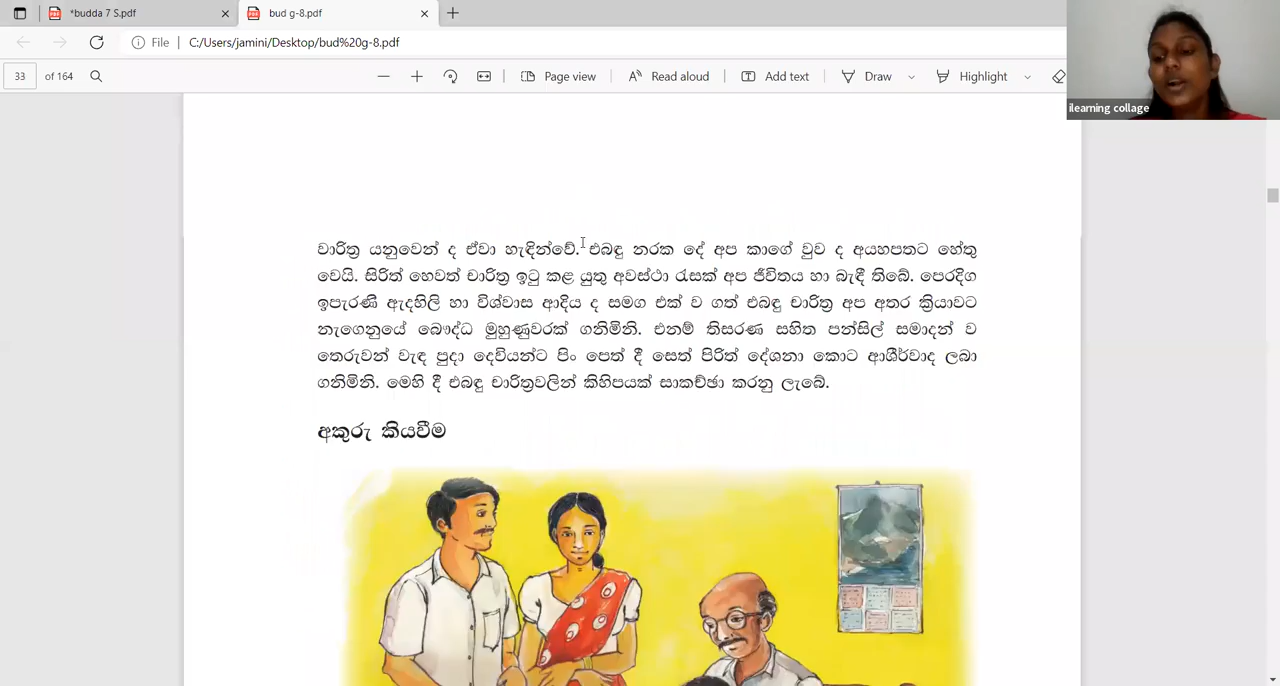 *budda 7 S.pdf
bud g-8.pdf
File
C:/Users/jamini/Desktop/bud%20g-8.pdf
33
of 164
Page view
Read aloud
Add text
Draw
Highlight
ilearning collage
වාරිත්‍ර යනුවෙන් ද ඒවා හැඳින්වේ. එබඳු නරක දේ අප කාගේ වුව ද අයහපතට හේතු
වෙයි. සිරිත් හෙවත් චාරිත්‍ර ඉටු කළ යුතු අවස්ථා රැසක් අප ජීවිතය හා බැඳී තිබේ. පෙරදිග
ඉපැරණි ඇදහිලි හා විශ්වාස ආදිය ද සමග එක් ව ගත් එබඳු චාරිත්‍ර අප අතර ක්‍රියාවට
නැගෙනුයේ බෞද්ධ මුහුණුවරක් ගනිමිනි. එනම් තිසරණ සහිත පන්සිල් සමාදන් ව
තෙරුවන් වැඳ පුදා දෙවියන්ට පිං පෙත් දී සෙත් පිරිත් දේශනා කොට ආශීර්වාද ලබා
ගනිමිනි. මෙහි දී එබඳු චාරිත්‍රවලින් කිහිපයක් සාකච්ඡා කරනු ලැබේ.
අකුරු කියවීම